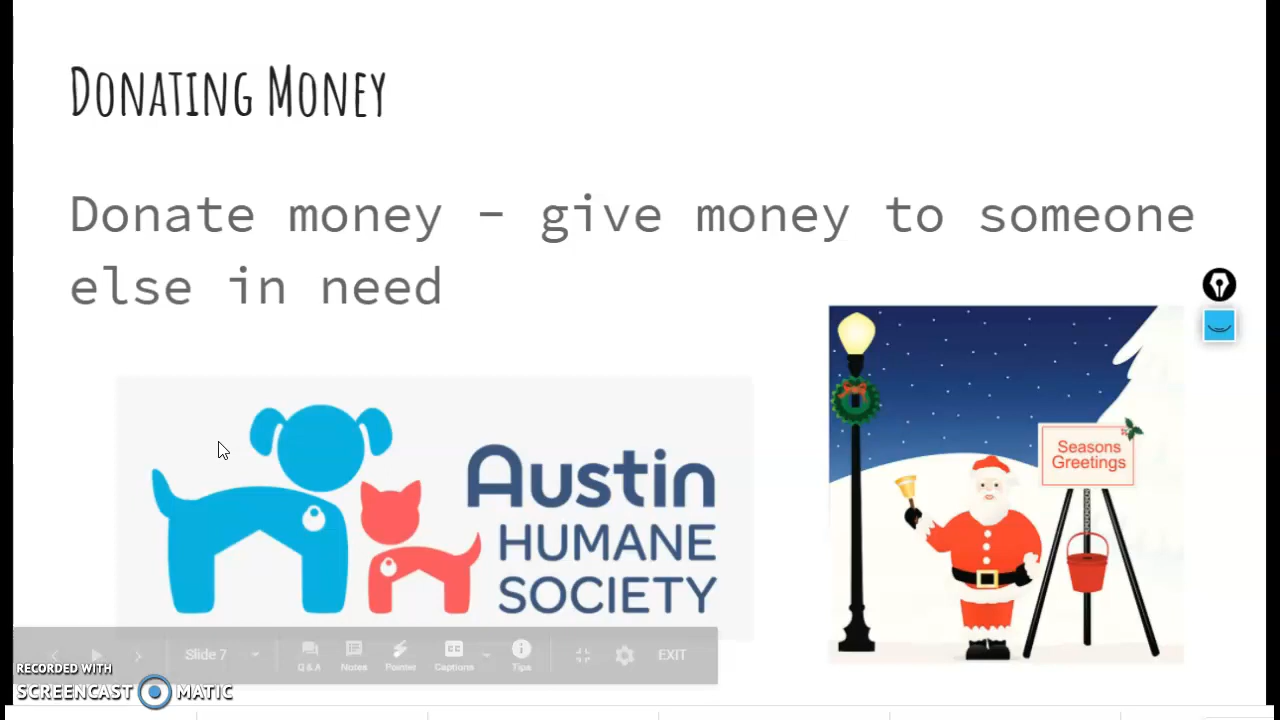 Donating Money
Donate money - give money to someone
else in need
Seasons
Greetings
Austin
HUMANE
SOCIETY
Slide 7
Q&A
Notes
Pointer
Captions
Tips
EXIT
RECORDED WITH
SCREENCAST MATIC